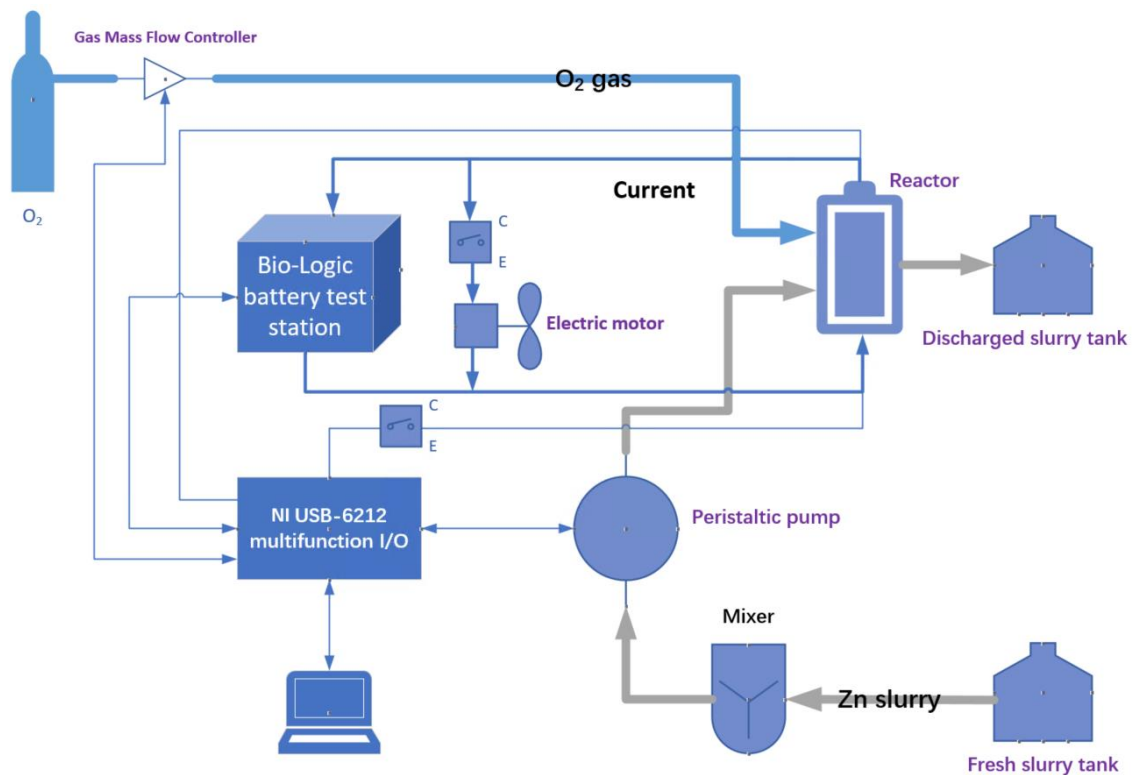 Gas Mass Flow Controller
O₂ gas
O₂
Reactor
Current
C
E
Bio-Logic
battery test
station
Electric motor
Discharged slurry tank
C
E
NI USB-6212
multifunction I/O
Peristaltic pump
Mixer
Zn slurry
Fresh slurry tank